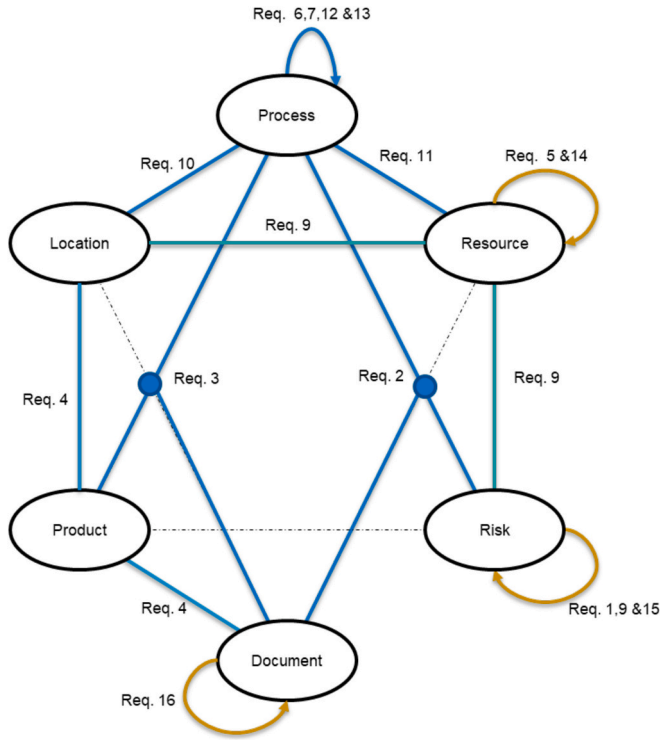 Req. 6,7,12 &13
Process
Req. 10
Req. 11
Req. 5 &14
Location
Req. 9
Resource
Req. 4
Req. 3
Req. 2
Req. 9
Product
Risk
Req. 4
Req. 1,9 &15
Document
Req. 16